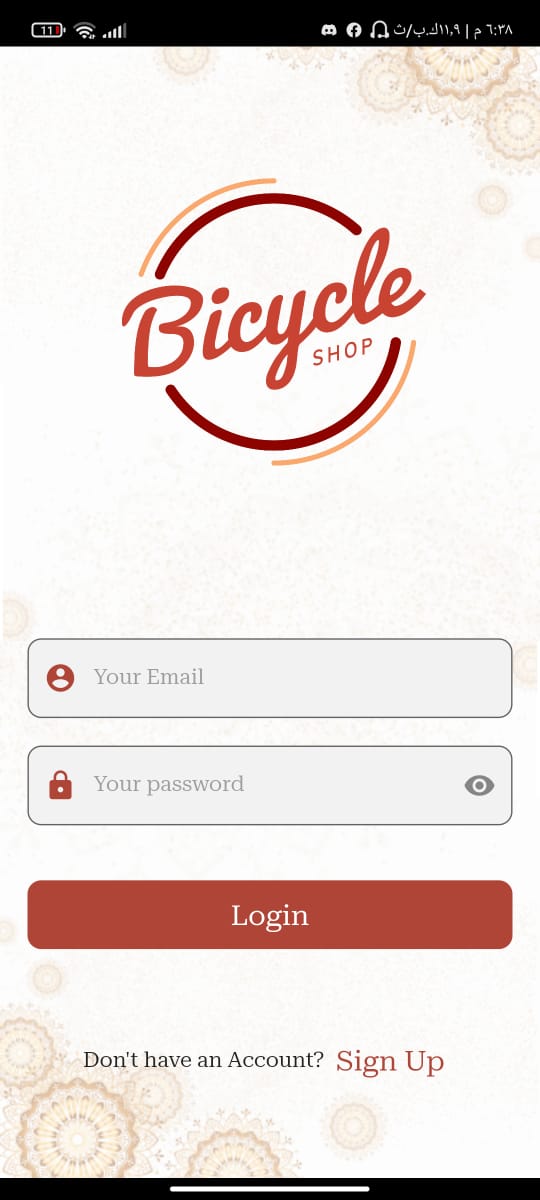 11
١١,٩ك.ب/ث | ٦:٣٨ م
Bicycle
SHOP
Your Email
Your password
Login
Don't have an Account? Sign Up